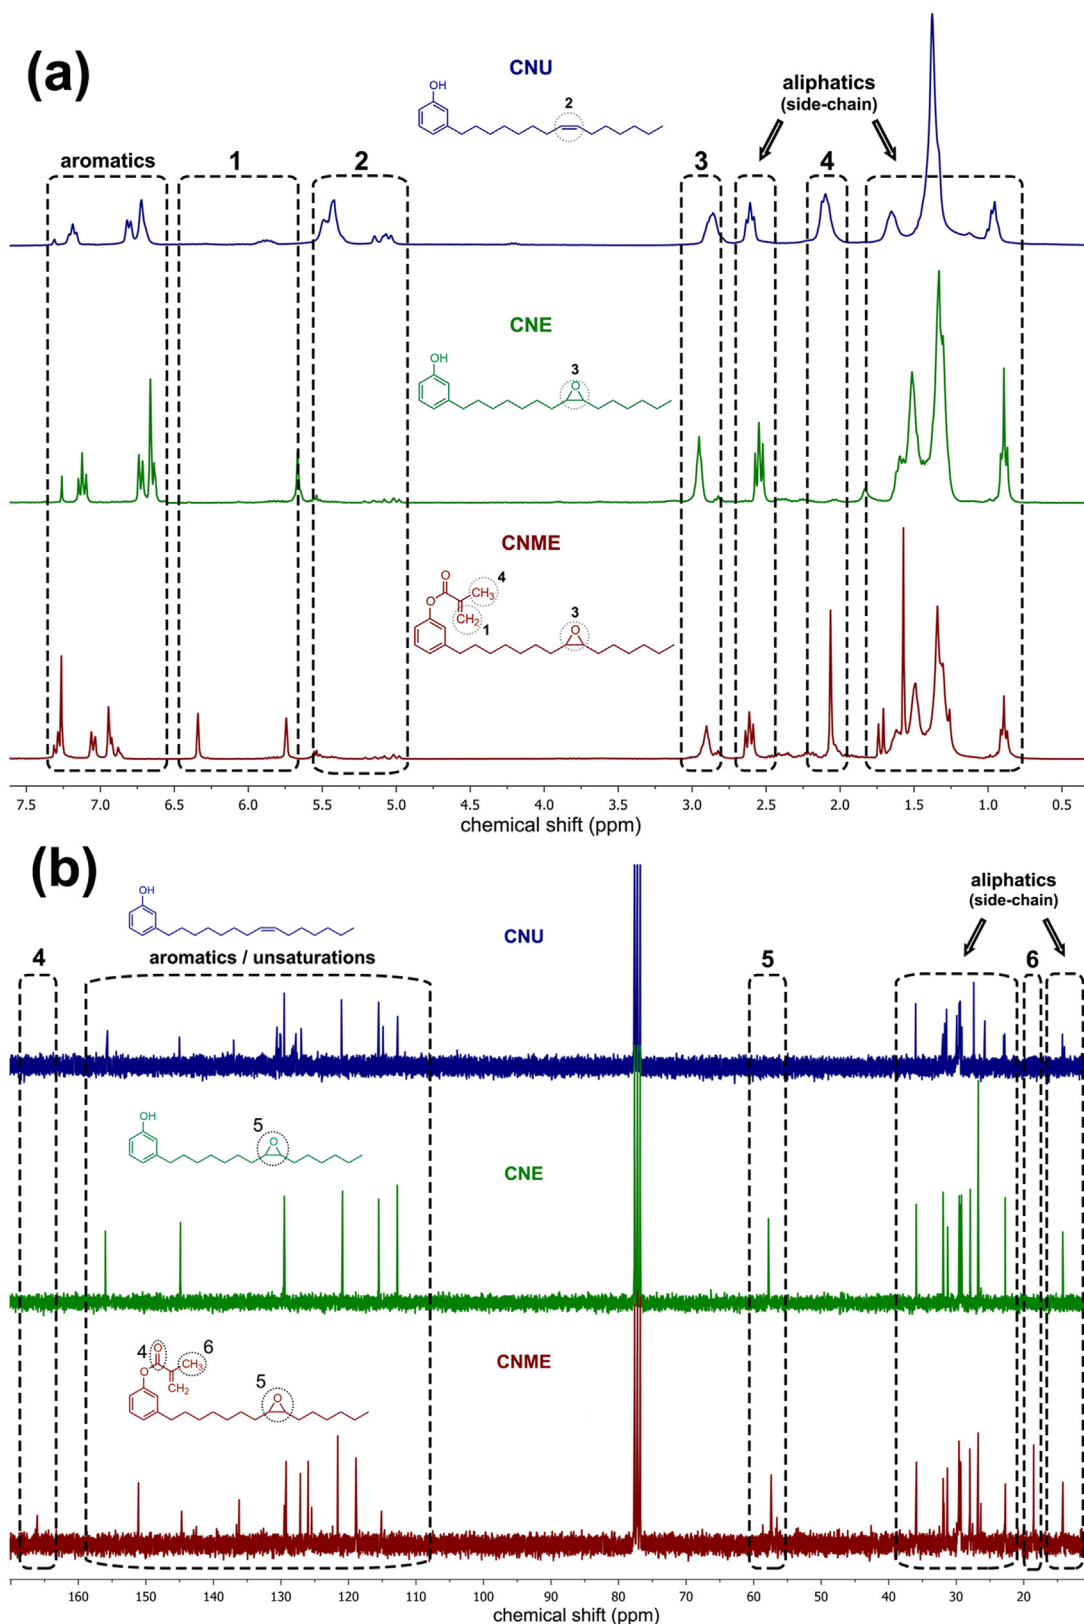 (a)
CNU
OH
2
aliphatics
(side-chain)
aromatics
1
2
3
4
CNE
OH
3
O
CNME
O
4
CH3
O
CH2
1
3
O
7.5 7.0 6.5 6.0 5.5 5.0 4.5 4.0 3.5 3.0 2.5 2.0 1.5 1.0 0.5
chemical shift (ppm)
(b)
OH
CNU
aliphatics
(side-chain)
4
aromatics / unsaturations
5
6
OH
5
O
CNE
O
4
6
CH3
O
CH2
5
O
CNME
160 150 140 130 120 110 100 90 80 70 60 50 40 30 20
chemical shift (ppm)